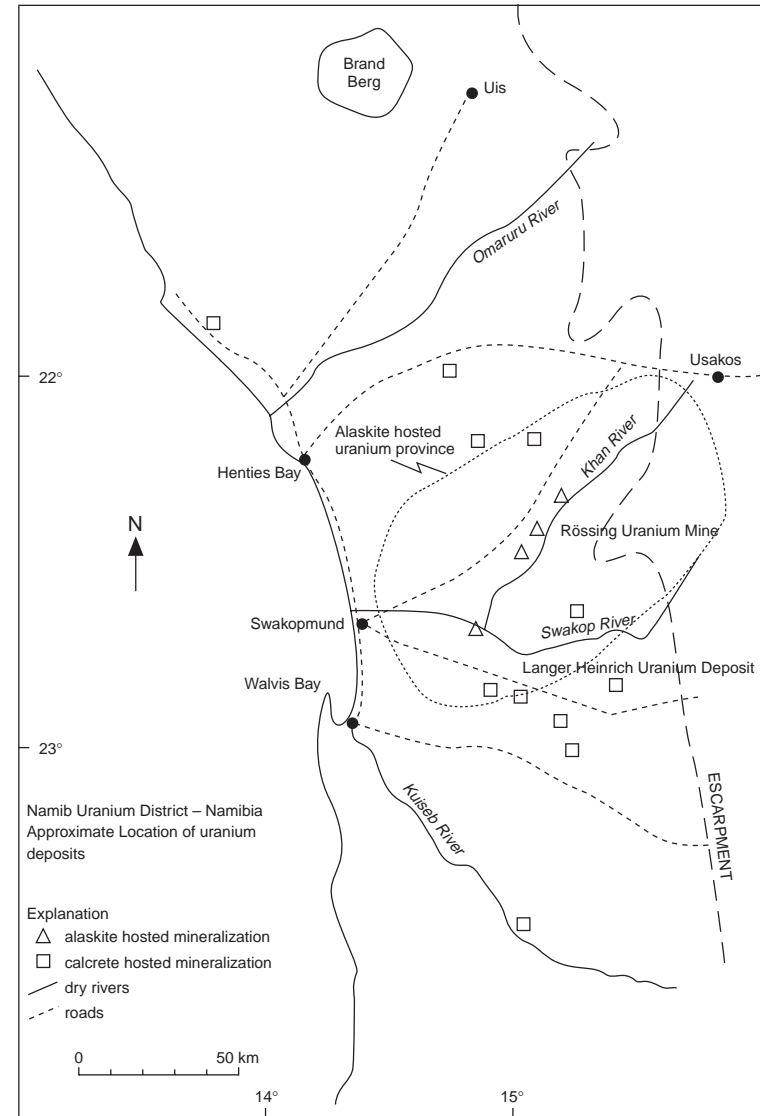 Brand
Berg
Uis
Omaruru River
22°
Usakos
Alaskite hosted
uranium province
Khan River
Henties Bay
N
Rössing Uranium Mine
Swakopmund
Swakop River
Langer Heinrich Uranium Deposit
Walvis Bay
23°
ESCARPMENT
Kuiseb River
Namib Uranium District – Namibia
Approximate Location of uranium
deposits
Explanation
alaskite hosted mineralization
calcrete hosted mineralization
dry rivers
roads
0 50 km
14° 15°